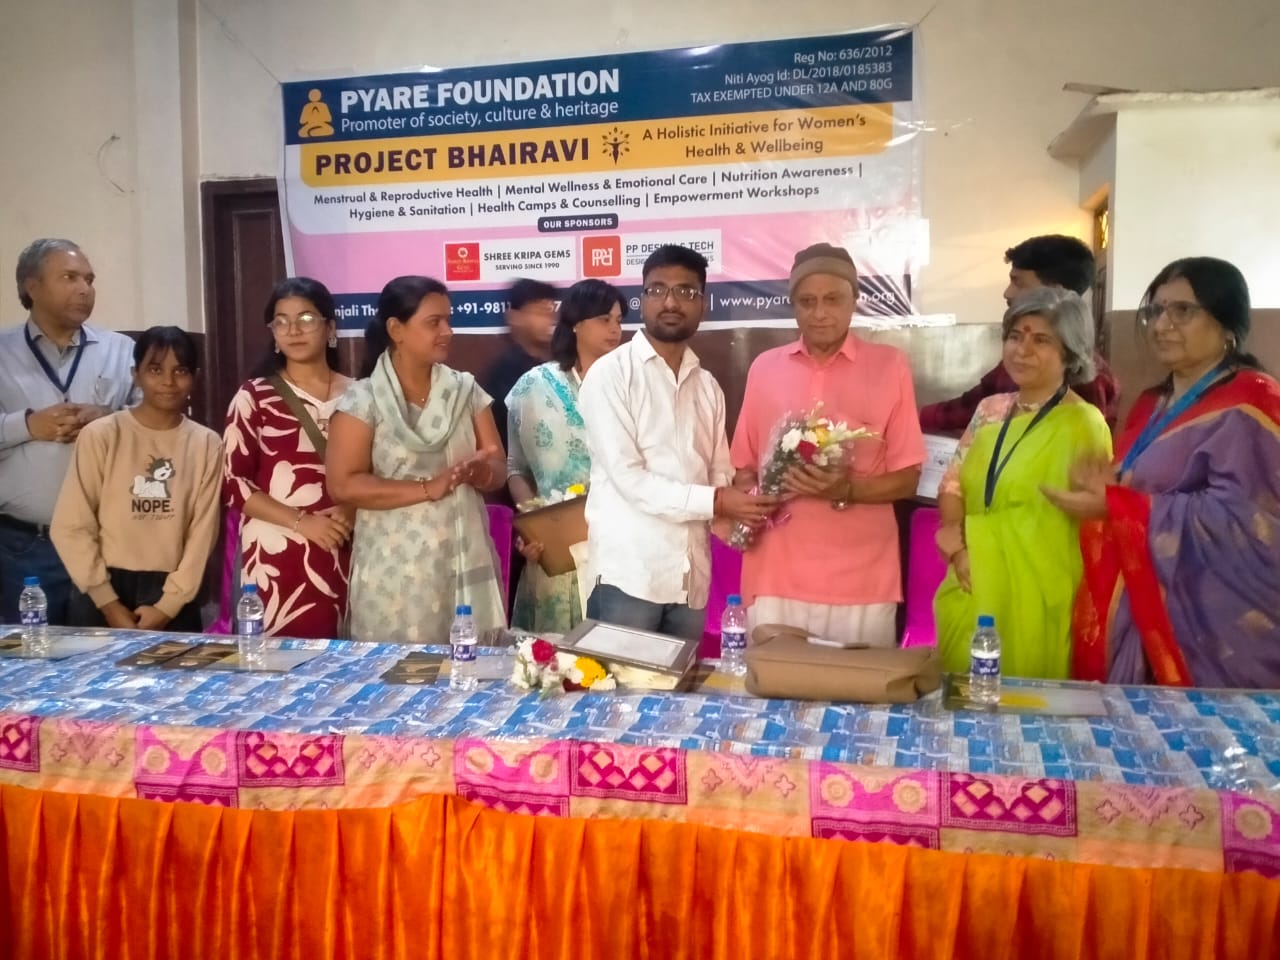 PYARE FOUNDATION
Promoter of society, culture & heritage
Reg No: 636/2012
Niti Ayog Id: DL/2018/0185383
TAX EXEMPTED UNDER 12A AND 80G
PROJECT BHAIRAVI
A Holistic Initiative for Women's
Health & Wellbeing
Menstrual & Reproductive Health | Mental Wellness & Emotional Care | Nutrition Awareness |
Hygiene & Sanitation | Health Camps & Counselling | Empowerment Workshops
OUR SPONSORS
SHREE KRIPA GEMS
SERVING SINCE 1990
PP DESIGN & TECH
NOPE.
NOT TODAY